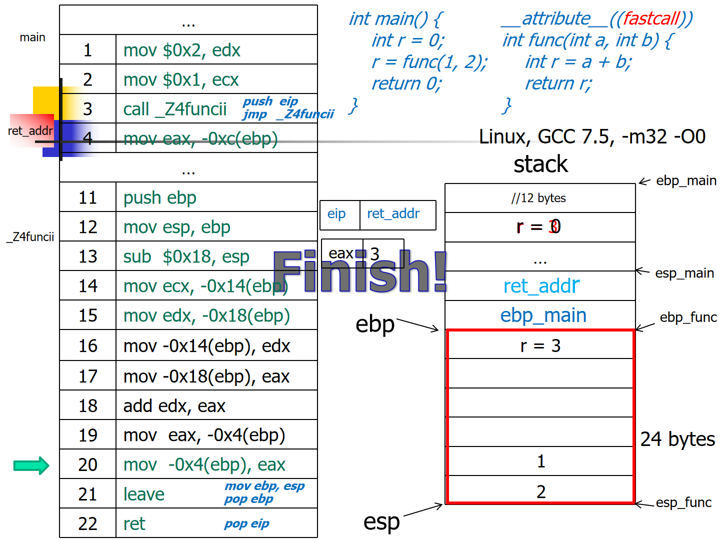 main
...
1 mov $0x2, edx
2 mov $0x1, ecx
3 call _Z4funcii push eip
jmp _Z4funcii
ret_addr
4 mov eax, -0xc(ebp)
...
_Z4funcii
11 push ebp
12 mov esp, ebp
13 sub $0x18, esp
14 mov ecx, -0x14(ebp)
15 mov edx, -0x18(ebp)
16 mov -0x14(ebp), edx
17 mov -0x18(ebp), eax
18 add edx, eax
19 mov eax, -0x4(ebp)
20 mov -0x4(ebp), eax
21 leave mov ebp, esp
pop ebp
22 ret pop eip
int main() {
int r = 0;
r = func(1, 2);
return 0;
}
__attribute__((fastcall))
int func(int a, int b) {
int r = a + b;
return r;
}
Linux, GCC 7.5, -m32 -O0
eip ret_addr
eax 3
Finish!
stack
ebp_main
//12 bytes
r = 30
...
esp_main
ret_addr
ebp_main
ebp
ebp_func
r = 3
24 bytes
1
2
esp
esp_func